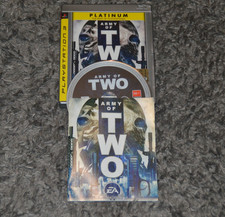 PLATINUM
PLAYSTATION 3
ARMY OF
TWO
ARMY OF
TWO
ARMY
OF
TWO
EA